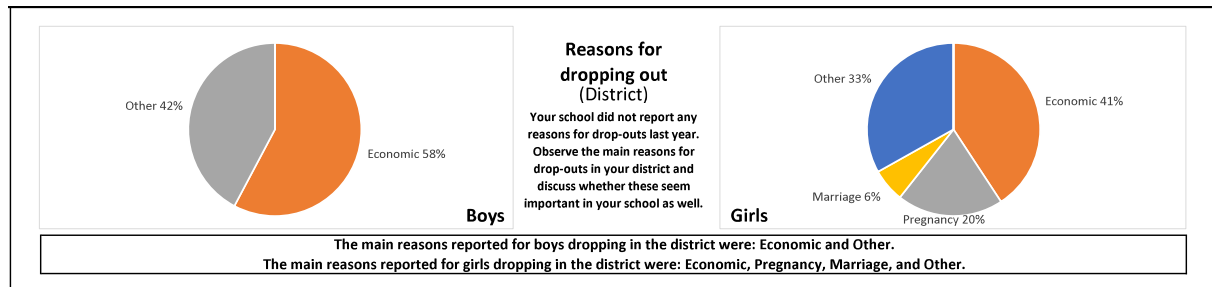 Other 42%
Economic 58%
Boys
Reasons for
dropping out
(District)
Your school did not report any
reasons for drop-outs last year.
Observe the main reasons for
drop-outs in your district and
discuss whether these seem
important in your school as well.
Other 33%
Economic 41%
Marriage 6%
Pregnancy 20%
Girls
The main reasons reported for boys dropping in the district were: Economic and Other.
The main reasons reported for girls dropping in the district were: Economic, Pregnancy, Marriage, and Other.